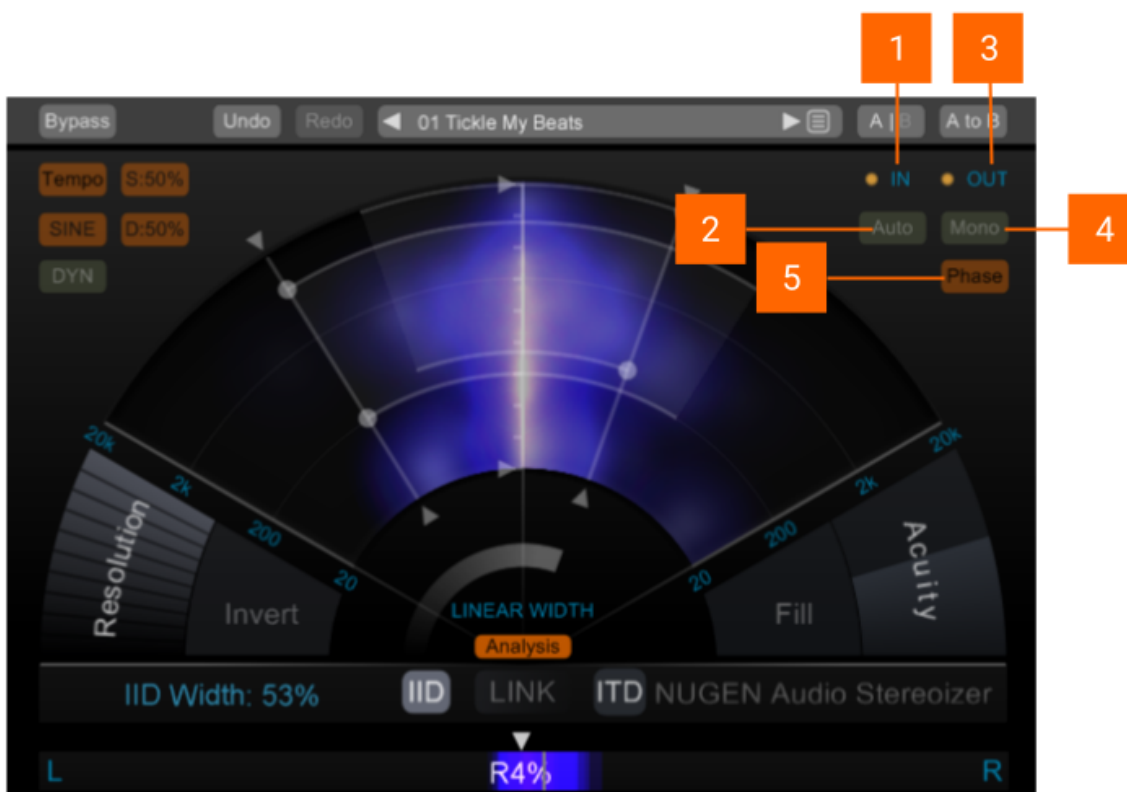 1 3
Bypass Undo Redo 01 Tickle My Beats A | B A to B
Tempo S:50% IN OUT
SINE D:50% 2 Auto Mono 4
DYN 5 Phase
20k 20k
2k 2k
200 200
20 20
Resolution Invert LINEAR WIDTH Fill Acuity
Analysis
IID Width: 53% IID LINK ITD NUGEN Audio Stereoizer
L R4% R